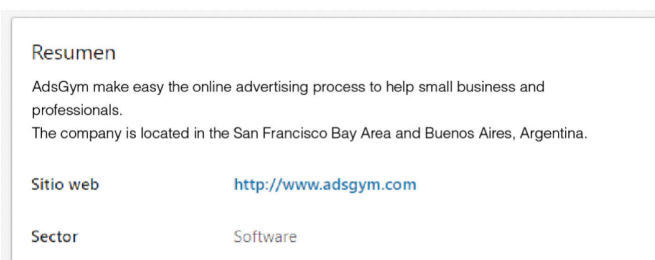 Resumen
AdsGym make easy the online advertising process to help small business and
professionals.
The company is located in the San Francisco Bay Area and Buenos Aires, Argentina.
Sitio web http://www.adsgym.com
Sector Software